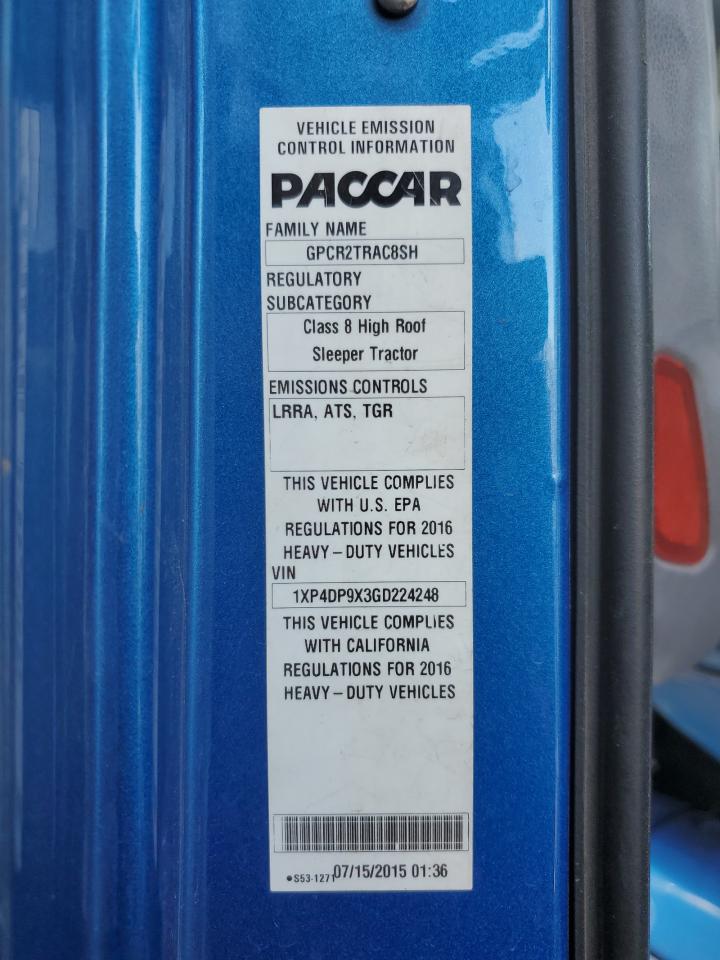 VEHICLE EMISSION
CONTROL INFORMATION
PACCAR
FAMILY NAME
GPCR2TRAC8SH
REGULATORY
SUBCATEGORY
Class 8 High Roof
Sleeper Tractor
EMISSIONS CONTROLS
LRRA, ATS, TGR
THIS VEHICLE COMPLIES
WITH U.S. EPA
REGULATIONS FOR 2016
HEAVY-DUTY VEHICLES
VIN
1XP4DP9X3GD224248
THIS VEHICLE COMPLIES
WITH CALIFORNIA
REGULATIONS FOR 2016
HEAVY-DUTY VEHICLES
S53-1271 07/15/2015 01:36